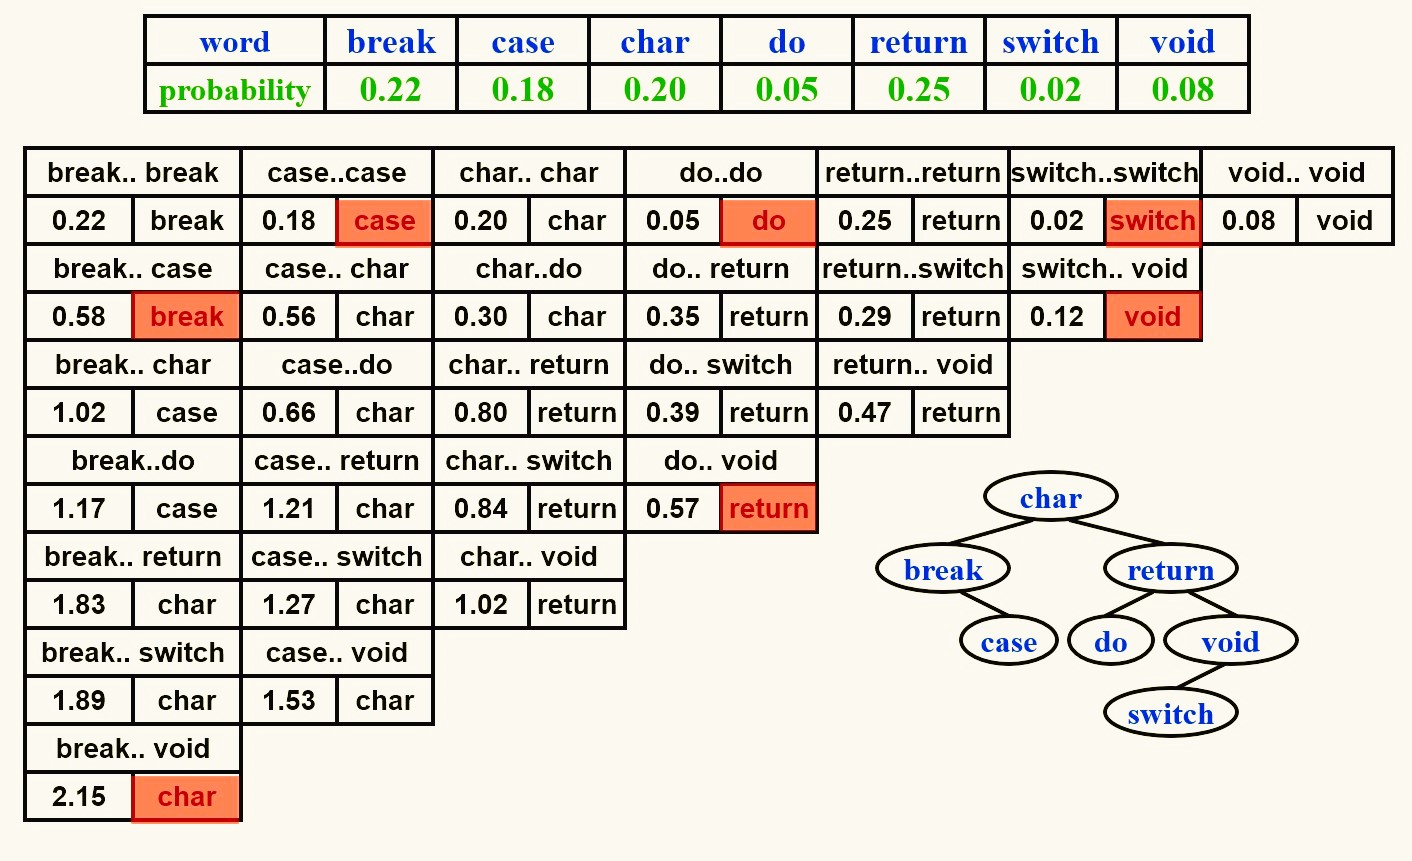 word break case char do return switch void
probability 0.22 0.18 0.20 0.05 0.25 0.02 0.08
break.. break case..case char.. char do..do return..return switch..switch void.. void
0.22 break 0.18 case 0.20 char 0.05 do 0.25 return 0.02 switch 0.08 void
break.. case case.. char char..do do.. return return..switch switch.. void
0.58 break 0.56 char 0.30 char 0.35 return 0.29 return 0.12 void
break.. char case..do char.. return do.. switch return.. void
1.02 case 0.66 char 0.80 return 0.39 return 0.47 return
break..do case.. return char.. switch do.. void
1.17 case 1.21 char 0.84 return 0.57 return
break.. return case.. switch char.. void
1.83 char 1.27 char 1.02 return
break.. switch case.. void
1.89 char 1.53 char
break.. void
2.15 char
char
break return
case do void
switch